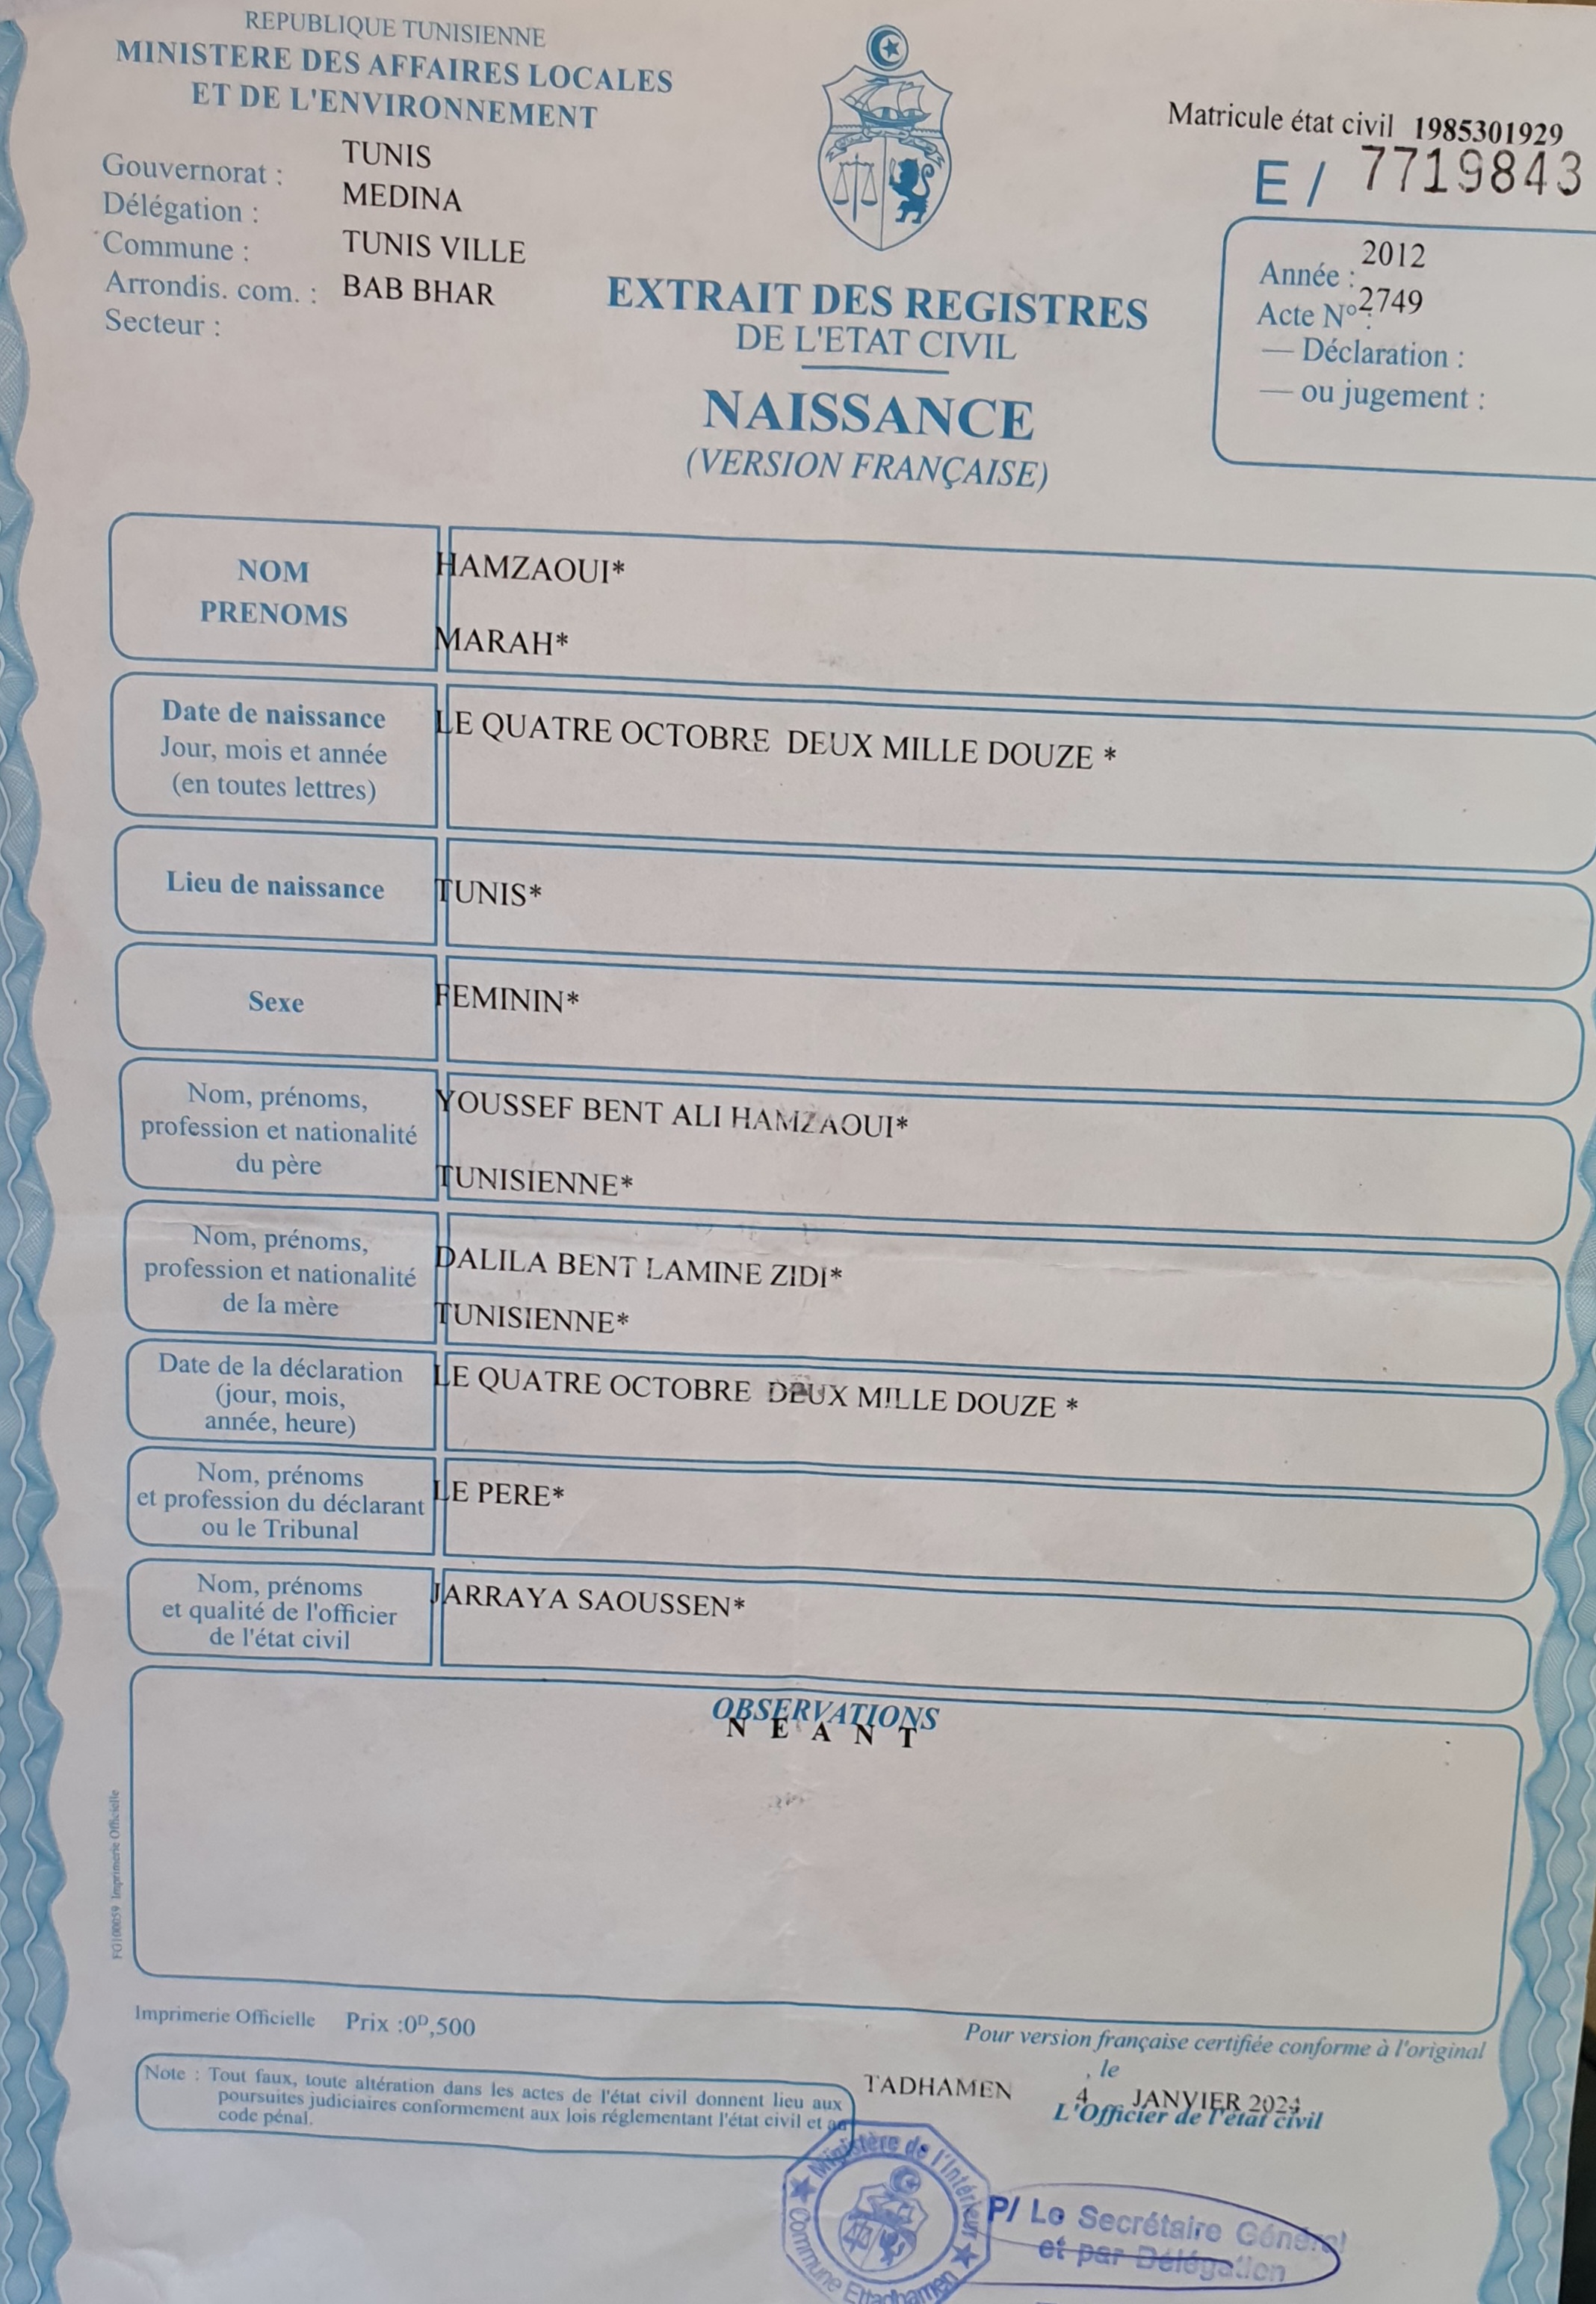 REPUBLIQUE TUNISIENNE
MINISTERE DES AFFAIRES LOCALES
ET DE L'ENVIRONNEMENT
Gouvernorat : TUNIS
Délégation : MEDINA
Commune : TUNIS VILLE
Arrondis. com. : BAB BHAR
Secteur :
Matricule état civil 1985301929
E / 7719843
Année : 2012
Acte N° : 2749
— Déclaration :
— ou jugement :
EXTRAIT DES REGISTRES
DE L'ETAT CIVIL
NAISSANCE
(VERSION FRANÇAISE)
NOM
PRENOMS
HAMZAOUI*
MARAH*
Date de naissance
Jour, mois et année
(en toutes lettres)
LE QUATRE OCTOBRE DEUX MILLE DOUZE *
Lieu de naissance
TUNIS*
Sexe
FEMININ*
Nom, prénoms,
profession et nationalité
du père
YOUSSEF BENT ALI HAMZAOUI*
TUNISIENNE*
Nom, prénoms,
profession et nationalité
de la mère
DALILA BENT LAMINE ZIDI*
TUNISIENNE*
Date de la déclaration
(jour, mois,
année, heure)
LE QUATRE OCTOBRE DEUX MILLE DOUZE *
Nom, prénoms
et profession du déclarant
ou le Tribunal
LE PERE*
Nom, prénoms
et qualité de l'officier
de l'état civil
JARRAYA SAOUSSEN*
OBSERVATIONS
N E A N T
FG100059 Imprimerie Officielle
Imprimerie Officielle Prix :0ᴰ,500
Pour version française certifiée conforme à l'original
, le
TADHAMEN 4 JANVIER 2024
L'Officier de l'état civil
Note : Tout faux, toute altération dans les actes de l'état civil donnent lieu aux
poursuites judiciaires conformement aux lois réglementant l'état civil et au
code pénal.
Ministère de l'Intérieur
Commune Ettadhamen
P/ Le Secrétaire Général
et par Délégation